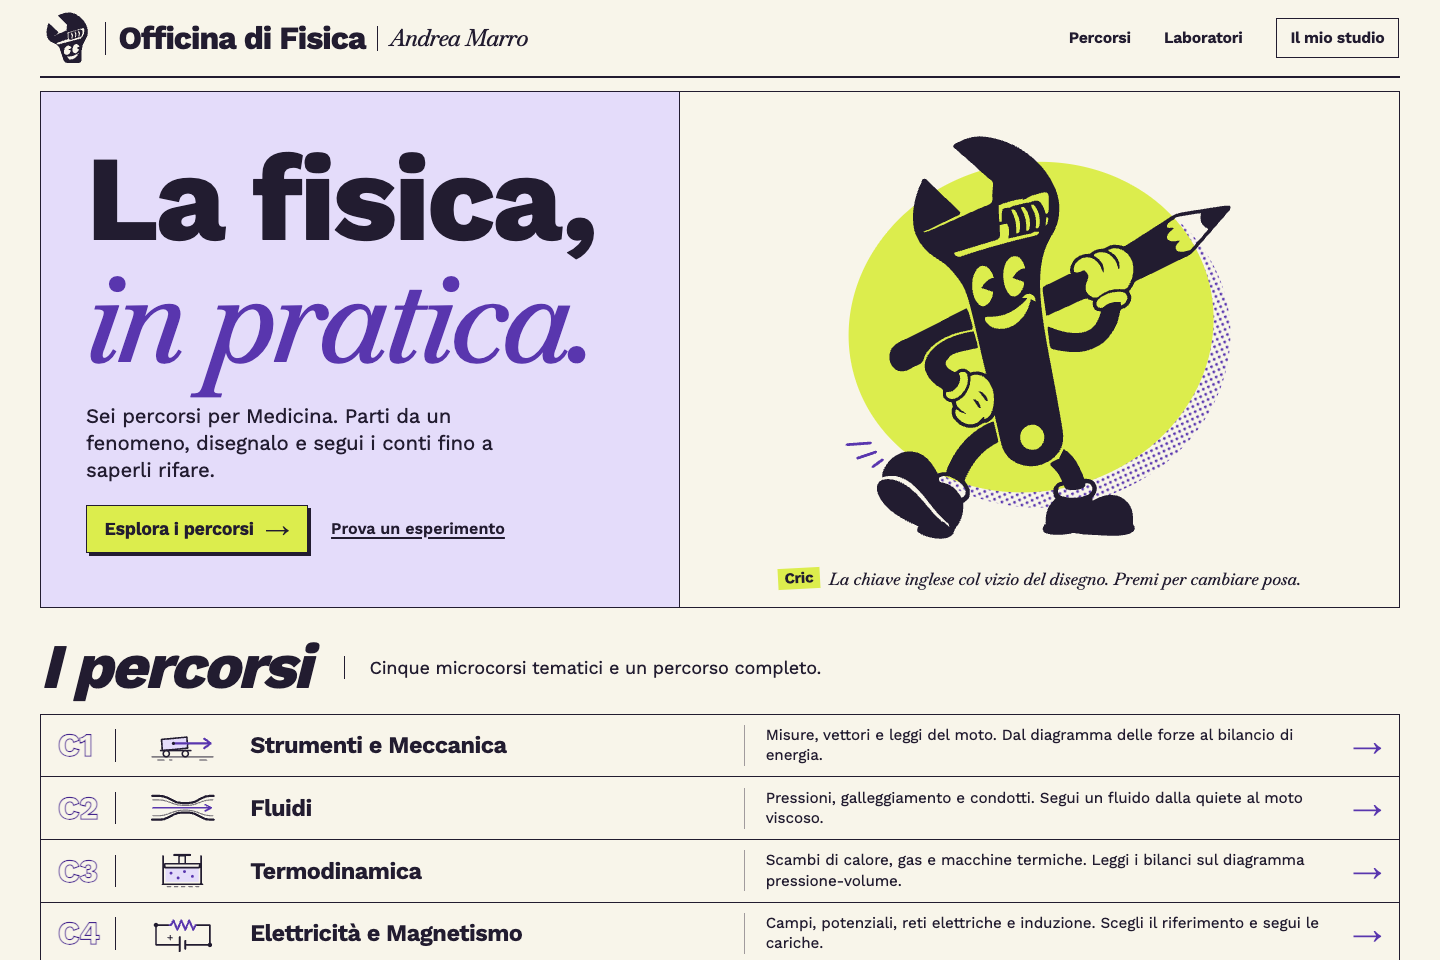 Officina di Fisica
Andrea Marro
Percorsi
Laboratori
Il mio studio
La fisica,
in pratica.
Sei percorsi per Medicina. Parti da un
fenomeno, disegnalo e segui i conti fino a
saperli rifare.
Esplora i percorsi →
Prova un esperimento
Cric
La chiave inglese col vizio del disegno. Premi per cambiare posa.
I percorsi
Cinque microcorsi tematici e un percorso completo.
C1
Strumenti e Meccanica
Misure, vettori e leggi del moto. Dal diagramma delle forze al bilancio di
energia.
→
C2
Fluidi
Pressioni, galleggiamento e condotti. Segui un fluido dalla quiete al moto
viscoso.
→
C3
Termodinamica
Scambi di calore, gas e macchine termiche. Leggi i bilanci sul diagramma
pressione-volume.
→
C4
+
Elettricità e Magnetismo
Campi, potenziali, reti elettriche e induzione. Scegli il riferimento e segui le
cariche.
→